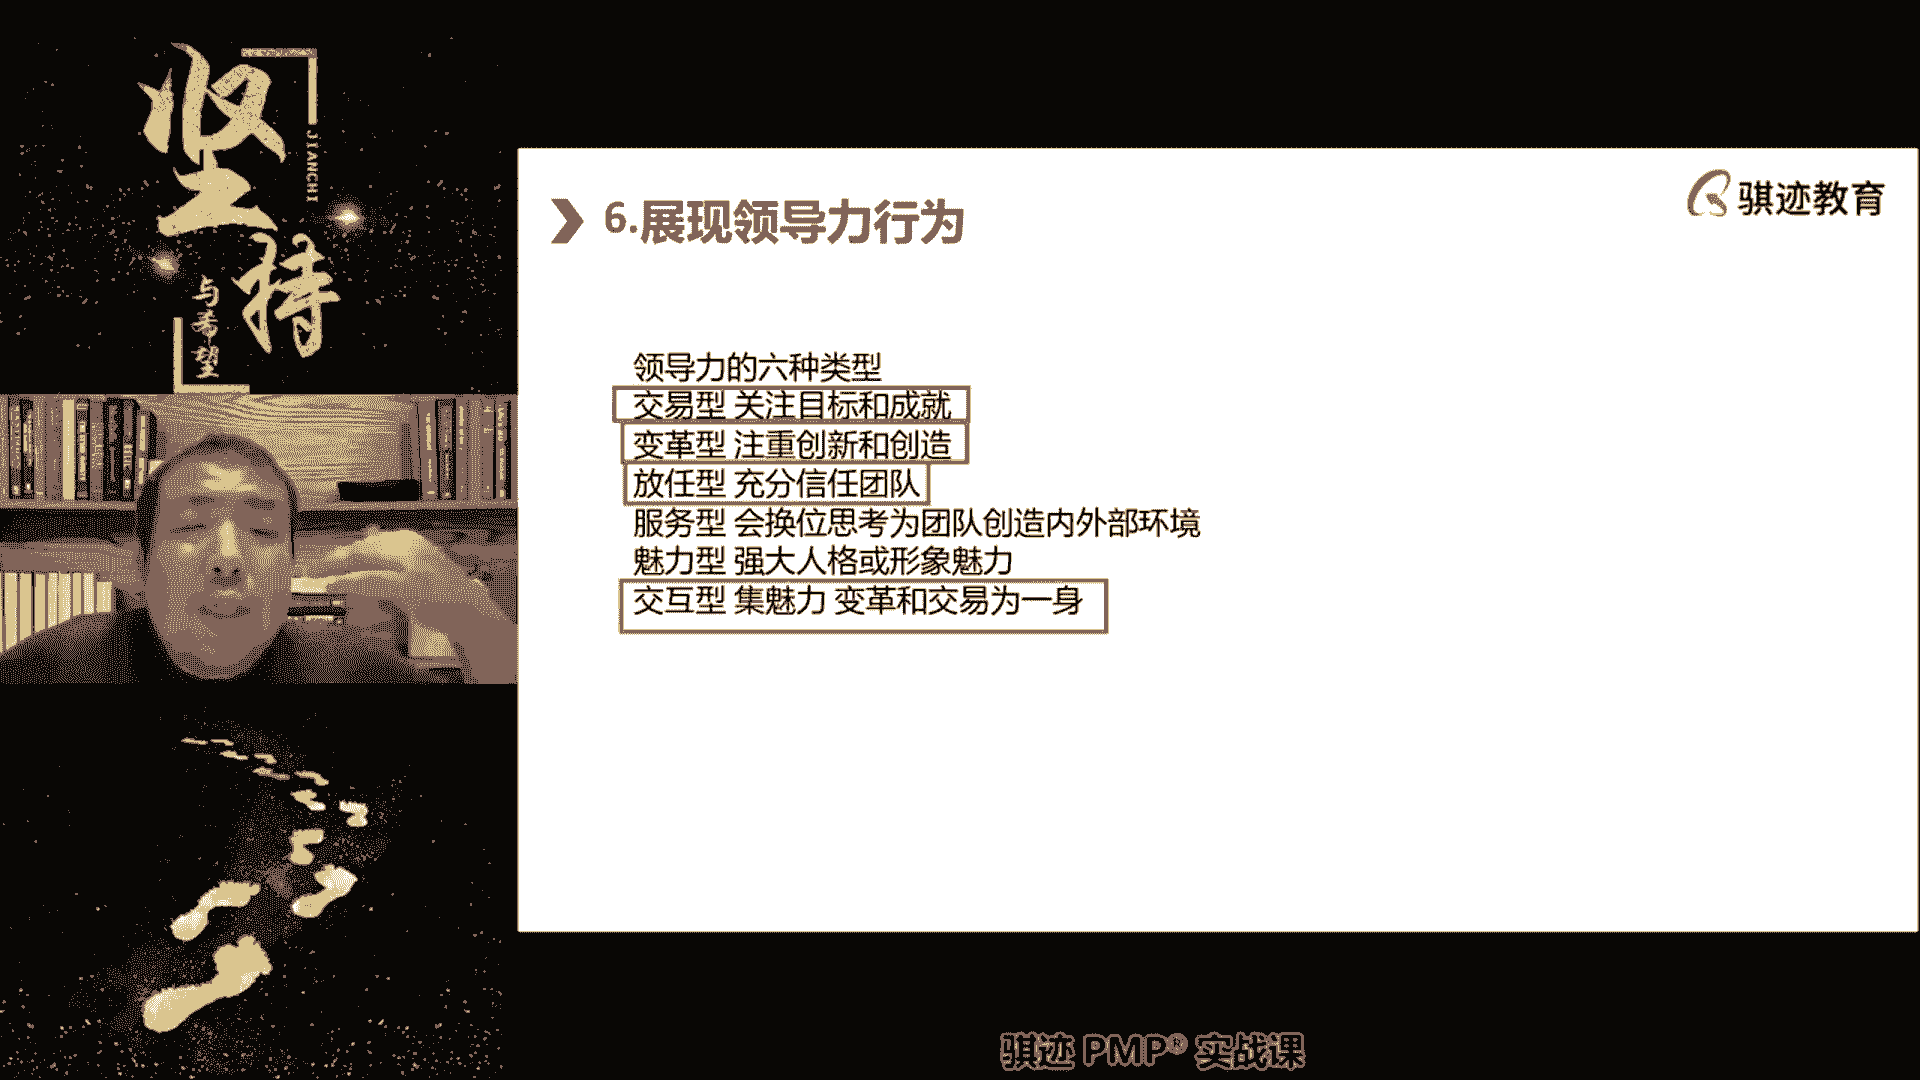 坚持
JIANCHI
与希望
骐迹教育
6.展现领导力行为
领导力的六种类型
交易型 关注目标和成就
变革型 注重创新和创造
放任型 充分信任团队
服务型 会换位思考为团队创造内外部环境
魅力型 强大人格或形象魅力
交互型 集魅力 变革和交易为一身
骐迹 PMP® 实战课